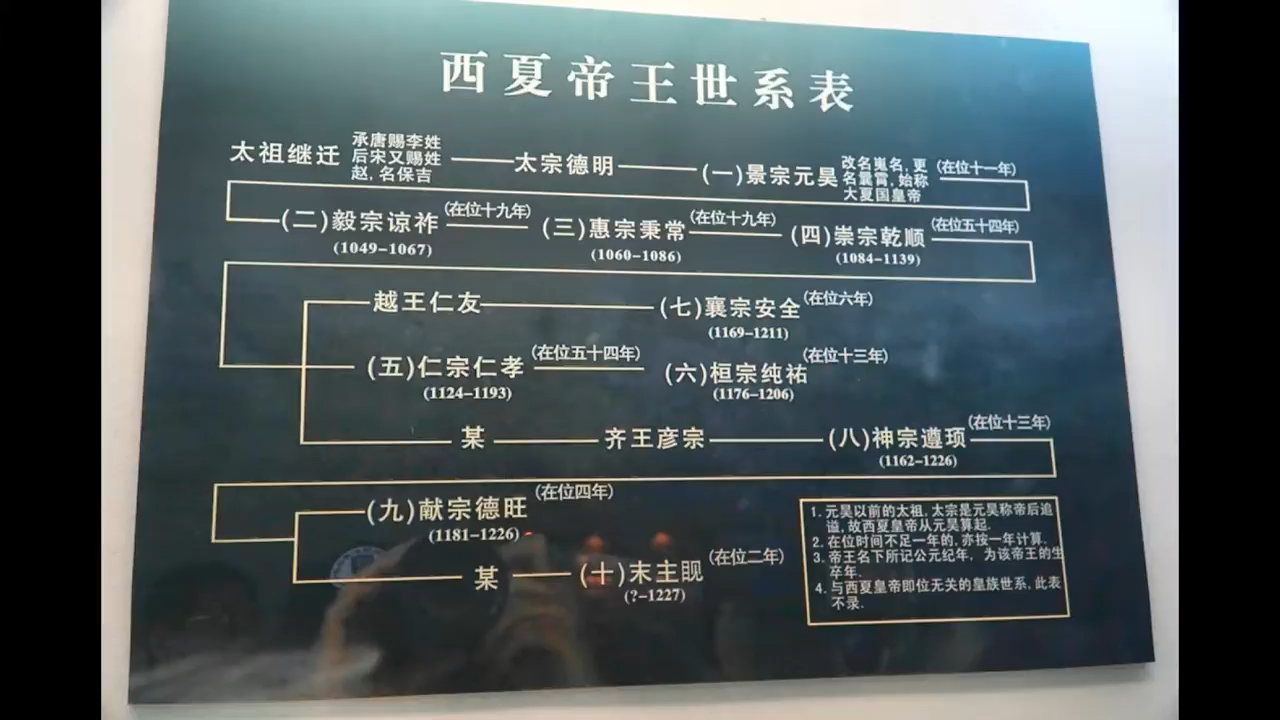 西夏帝王世系表
太祖继迁 承唐赐李姓
后宋又赐姓
赵,名保吉
太宗德明
(一)景宗元昊 改名嵬名,更
名曩霄,始称
大夏国皇帝
(在位十一年)
(二)毅宗谅祚 (在位十九年)
(1049-1067)
(三)惠宗秉常 (在位十九年)
(1060-1086)
(四)崇宗乾顺 (在位五十四年)
(1084-1139)
越王仁友
(七)襄宗安全 (在位六年)
(1169-1211)
(五)仁宗仁孝 (在位五十四年)
(1124-1193)
(六)桓宗纯祐 (在位十三年)
(1176-1206)
某
齐王彦宗
(八)神宗遵顼 (在位十三年)
(1162-1226)
(九)献宗德旺 (在位四年)
(1181-1226)
某
(十)末主睍 (在位二年)
(?-1227)
1. 元昊以前的太祖,太宗是元昊称帝后追
谥,故西夏皇帝从元昊算起.
2. 在位时间不足一年的,亦按一年计算.
3. 帝王名下所记公元纪年, 为该帝王的生
卒年.
4. 与西夏皇帝即位无关的皇族世系,此表
不录.